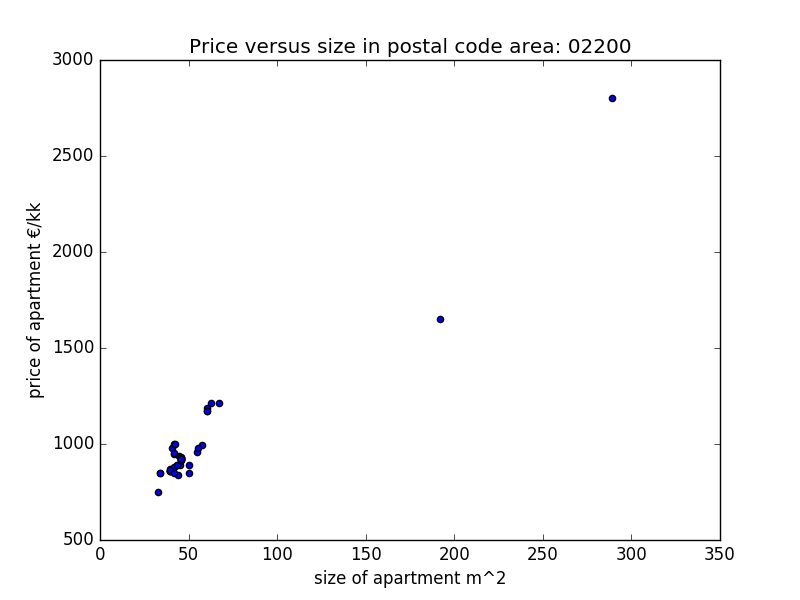 Price versus size in postal code area: 02200
3000
2500
2000
1500
1000
500
price of apartment €/kk
0 50 100 150 200 250 300 350
size of apartment m^2